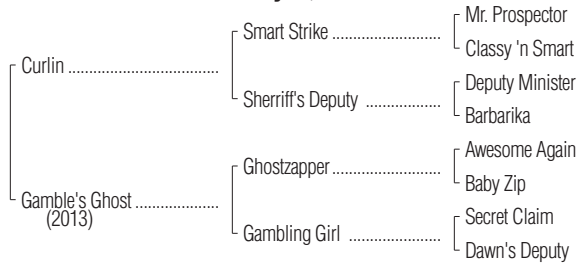 Mr. Prospector
Smart Strike ............................
Classy 'n Smart
Curlin .......................................
Deputy Minister
Sherriff's Deputy ...................
Barbarika
Awesome Again
Ghostzapper ............................
Baby Zip
Gamble's Ghost .....................
(2013)
Secret Claim
Gambling Girl .......................
Dawn's Deputy